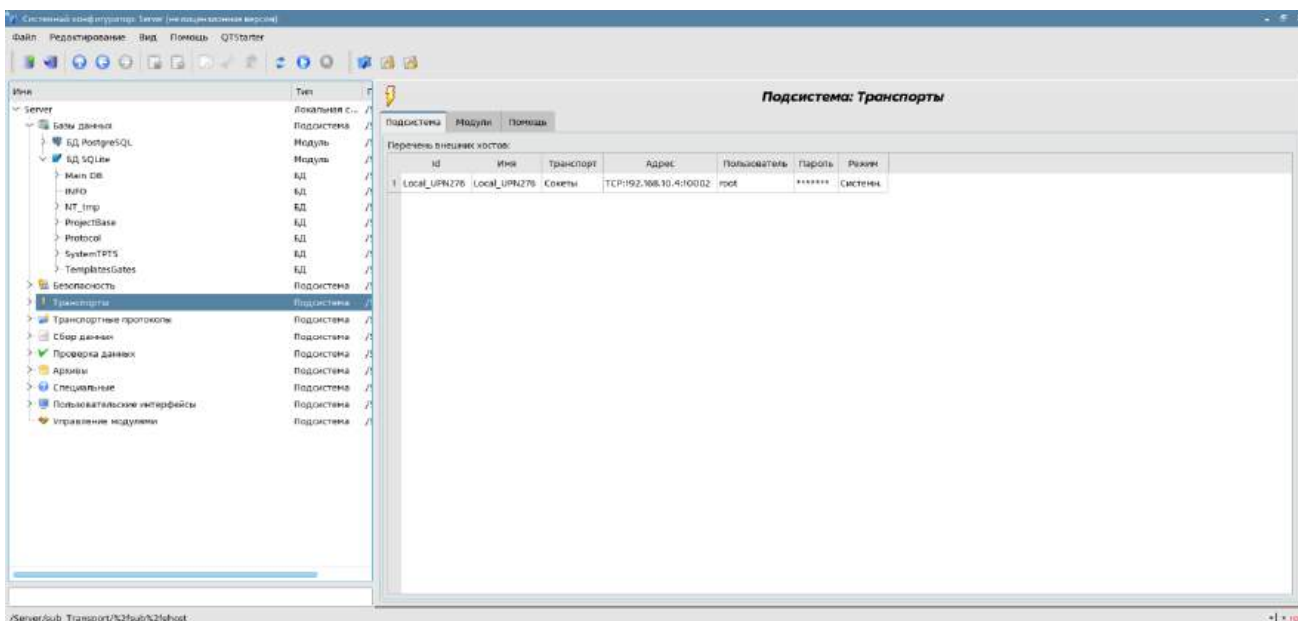 Системный конфигуратор: Server (нелицензионная версия)
Файл Редактирование Вид Помощь QTStarter
Имя Тип П
Server Локальная с...
Базы данных Подсистема
БД PostgreSQL Модуль
БД SQLite Модуль
Main DB БД
INFO БД
NT_tmp БД
ProjectBase БД
Protocol БД
SystemTPTS БД
TemplatesGates БД
Безопасность Подсистема
Транспорты Подсистема
Транспортные протоколы Подсистема
Сбор данных Подсистема
Проверка данных Подсистема
Архивы Подсистема
Специальные Подсистема
Пользовательские интерфейсы Подсистема
Управление модулями Подсистема
Подсистема: Транспорты
Подсистема Модули Помощь
Перечень внешних хостов:
Id Имя Транспорт Адрес Пользователь Пароль Режим
1 Local_UPN276 Local_UPN276 Сокеты TCP:192.168.10.4:10002 root ******* Системн.
/Server/sub_Transport/%2fsub%2fehost